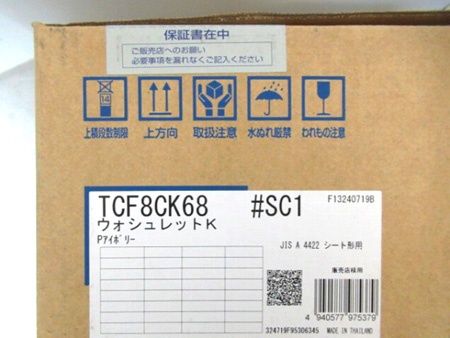 保証書在中
ご販売店へのお願い
必要事項を漏れなくご記入ください
14
上積段数制限 上方向 取扱注意 水ぬれ厳禁 われもの注意
TCF8CK68 #SC1
F13240719B
ウォシュレットK
Pアイボリー
JIS A 4422 シート形用
販売店様用
4 940577 975379
324719F95306345 MADE IN THAILAND